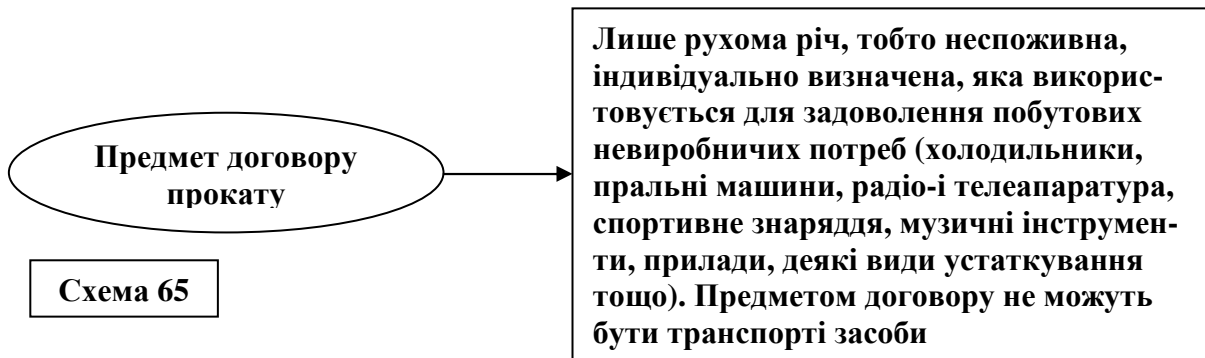 Предмет договору
прокату
Схема 65
Лише рухома річ, тобто неспоживна,
індивідуально визначена, яка викорис-
товується для задоволення побутових
невиробничих потреб (холодильники,
пральні машини, радіо-і телеапаратура,
спортивне знаряддя, музичні інструмен-
ти, прилади, деякі види устаткування
тощо). Предметом договору не можуть
бути транспорті засоби